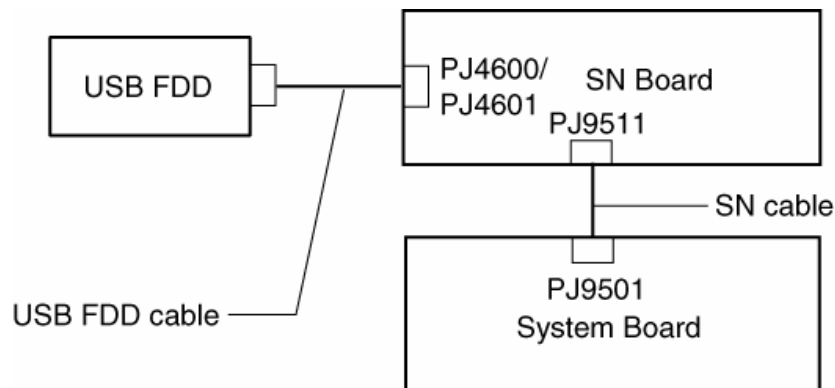 USB FDD
PJ4600/
PJ4601
SN Board
PJ9511
SN cable
PJ9501
System Board
USB FDD cable